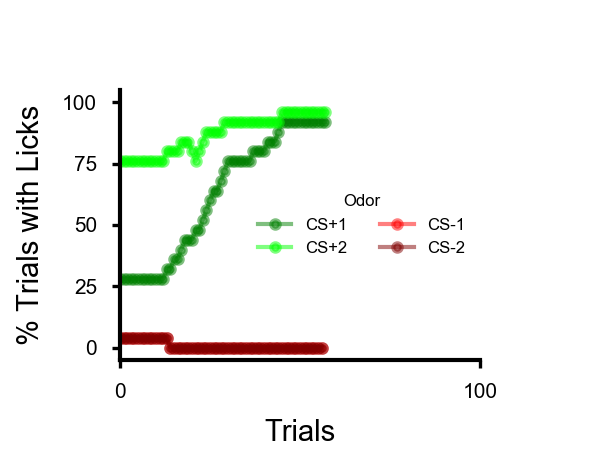 100
75
50
25
0
% Trials with Licks
Odor
CS+1 CS-1
CS+2 CS-2
0 100
Trials